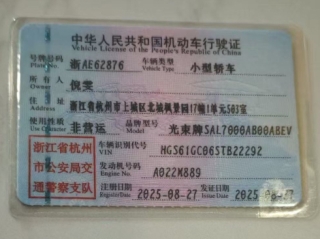 中华人民共和国机动车行驶证
Vehicle License of the People's Republic of China
号牌号码 浙AE62876 车辆类型 小型轿车
Plate No. Vehicle Type
所有人 倪雯
Owner
住址 浙江省杭州市上城区北城枫景园17幢1单元503室
Address
使用性质 非营运 品牌型号 光束牌SAL7000AB00ABEV
Use Character Model
浙江省杭州
市公安局交
通警察支队
车辆识别代号 NG561GC06STB22292
VIN
发动机号码 A022M889
Engine No.
注册日期 2025-08-27 发证日期 2025-08-27
Register Date Issue Date